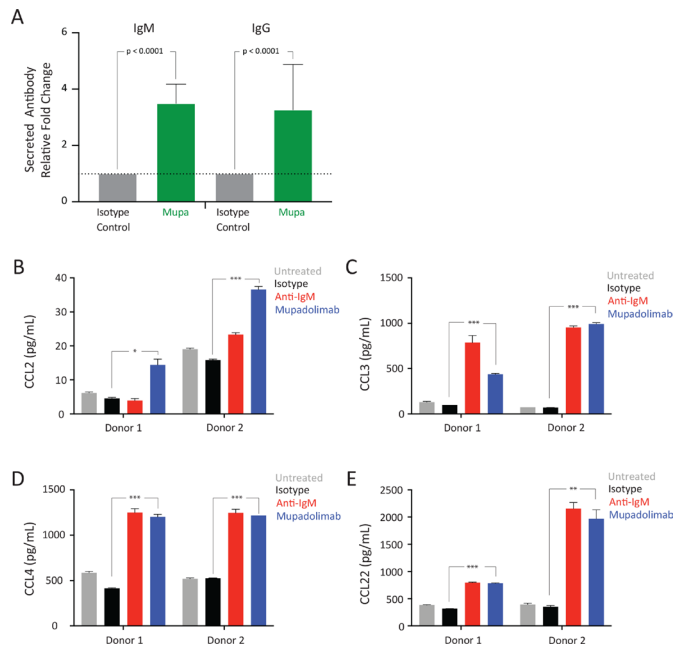 A
IgM
IgG
p < 0.0001
p < 0.0001
Secreted Antibody
Relative Fold Change
6
4
2
0
Isotype
Control
Mupa
Isotype
Control
Mupa
B
CCL2 (pg/mL)
40
30
20
10
0
*
***
Untreated
Isotype
Anti-IgM
Mupadolimab
Donor 1
Donor 2
C
CCL3 (pg/mL)
1500
1000
500
0
***
***
Untreated
Isotype
Anti-IgM
Mupadolimab
Donor 1
Donor 2
D
CCL4 (pg/mL)
1500
1000
500
0
***
***
Untreated
Isotype
Anti-IgM
Mupadolimab
Donor 1
Donor 2
E
CCL22 (pg/mL)
2500
2000
1500
1000
500
0
***
**
Untreated
Isotype
Anti-IgM
Mupadolimab
Donor 1
Donor 2